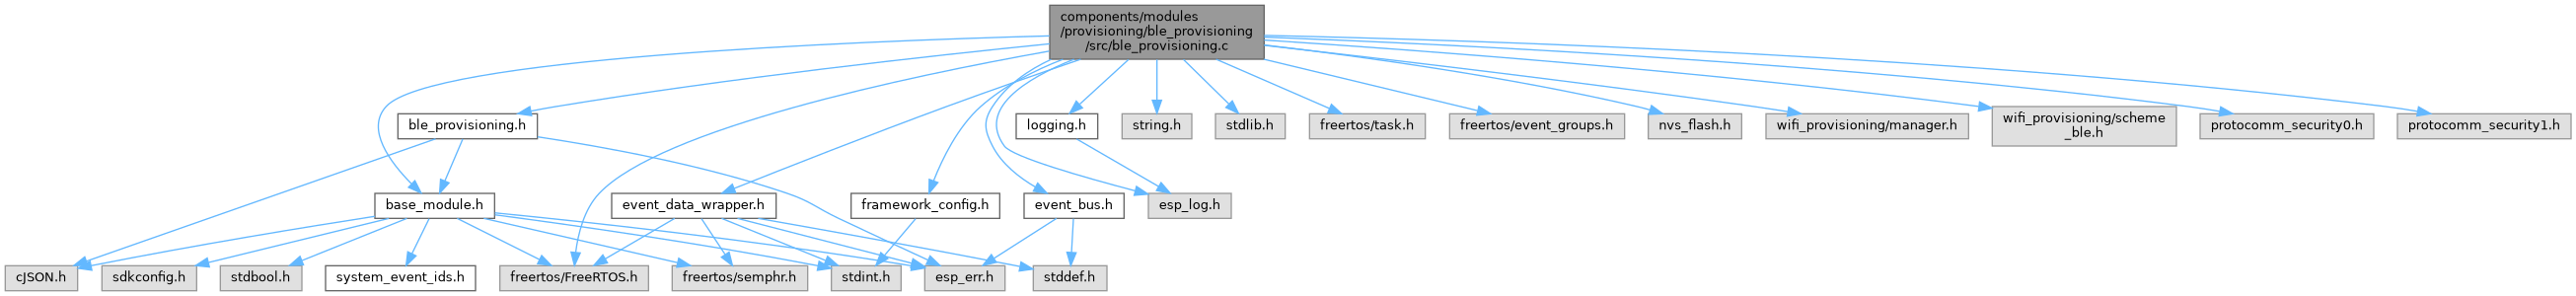 components/modules
/provisioning/ble_provisioning
/src/ble_provisioning.c
ble_provisioning.h
logging.h
string.h
stdlib.h
freertos/task.h
freertos/event_groups.h
nvs_flash.h
wifi_provisioning/manager.h
wifi_provisioning/scheme
_ble.h
protocomm_security0.h
protocomm_security1.h
base_module.h
event_data_wrapper.h
framework_config.h
event_bus.h
esp_log.h
cJSON.h
sdkconfig.h
stdbool.h
system_event_ids.h
freertos/FreeRTOS.h
freertos/semphr.h
stdint.h
esp_err.h
stddef.h